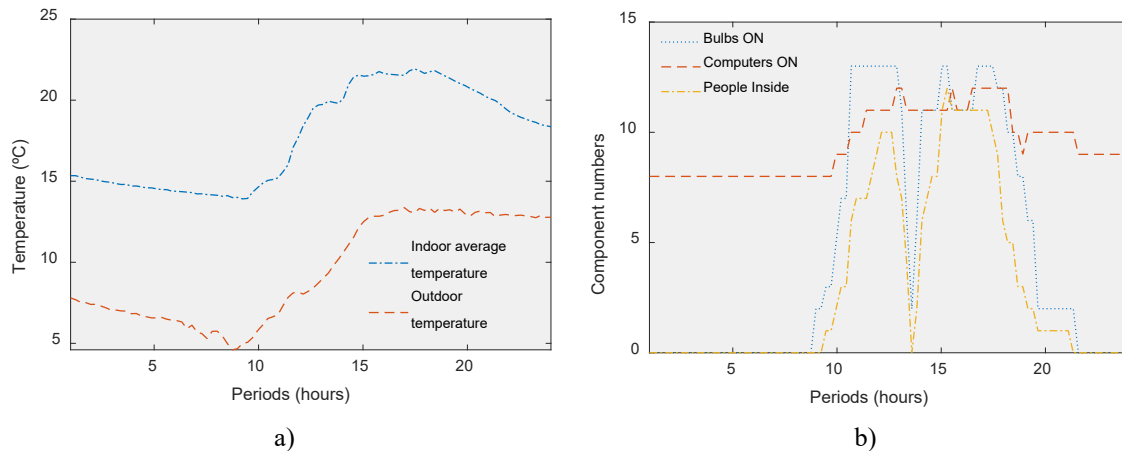 25
20
15
10
5
Temperature (ºC)
Indoor average
temperature
Outdoor
temperature
5
10
15
20
Periods (hours)
a)
15
10
5
0
Component numbers
Bulbs ON
Computers ON
People Inside
5
10
15
20
Periods (hours)
b)